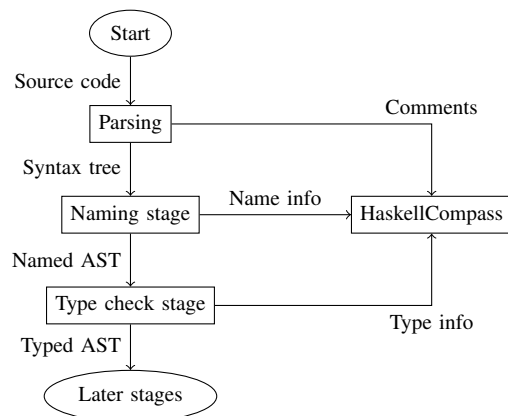 Start
Source code
Comments
Parsing
Syntax tree
Name info
Naming stage
HaskellCompass
Named AST
Type check stage
Type info
Typed AST
Later stages